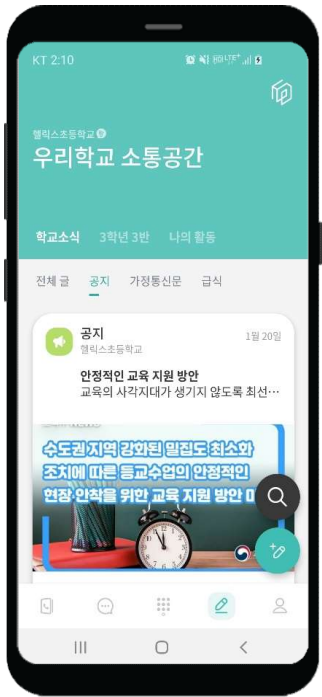 KT 2:10
헬릭스초등학교
우리학교 소통공간
학교소식 3학년 3반 나의 활동
전체 글 공지 가정통신문 급식
공지
1월 20일
헬릭스초등학교
안정적인 교육 지원 방안
교육의 사각지대가 생기지 않도록 최선…
수도권 지역 강화된 밀집도 최소화
조치에 따른 등교수업의 안정적인
현장 안착을 위한 교육 지원 방안